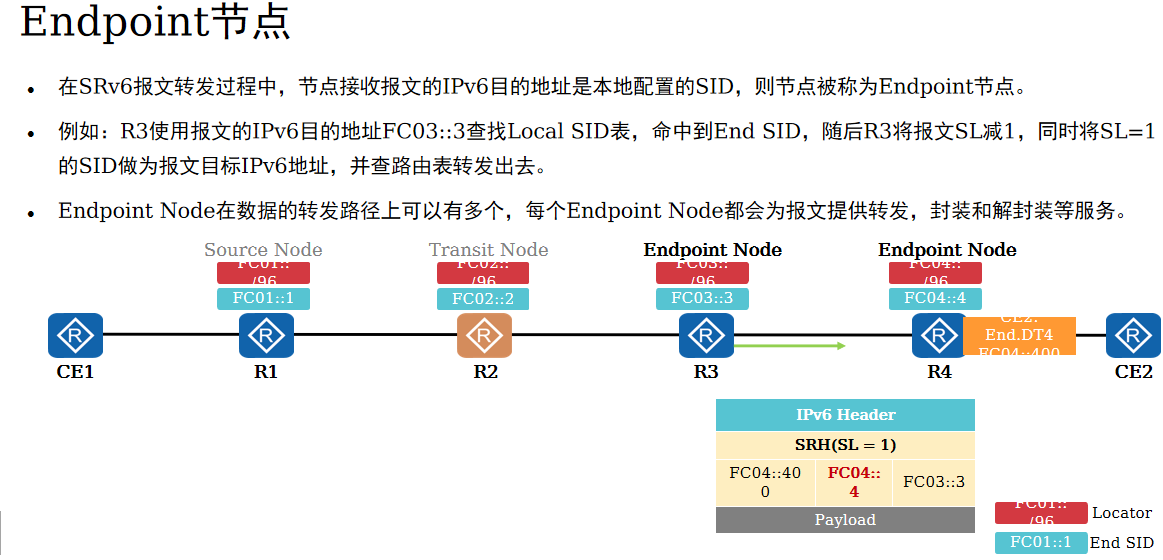 Endpoint节点
• 在SRv6报文转发过程中，节点接收报文的IPv6目的地址是本地配置的SID，则节点被称为Endpoint节点。
• 例如：R3使用报文的IPv6目的地址FC03::3查找Local SID表，命中到End SID，随后R3将报文SL减1，同时将SL=1
的SID做为报文目标IPv6地址，并查路由表转发出去。
• Endpoint Node在数据的转发路径上可以有多个，每个Endpoint Node都会为报文提供转发，封装和解封装等服务。
Source Node
Transit Node
Endpoint Node
Endpoint Node
FC01::
/96
FC02::
/96
FC03::
/96
FC04::
/96
FC01::1
FC02::2
FC03::3
FC04::4
R
R
R
R
R
R
CE2:
End.DT4
FC04::400
CE1
R1
R2
R3
R4
CE2
IPv6 Header
SRH(SL = 1)
FC04::40
0
FC04::
4
FC03::3
Payload
FC01::
/96
Locator
FC01::1
End SID